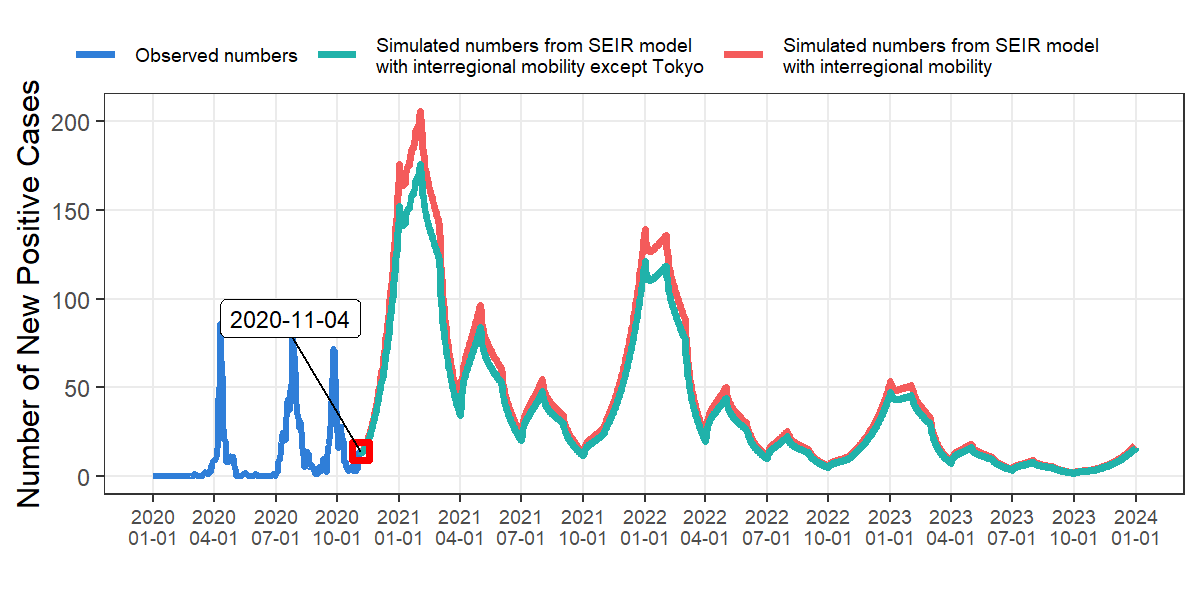 Observed numbers
Simulated numbers from SEIR model
with interregional mobility except Tokyo
Simulated numbers from SEIR model
with interregional mobility
Number of New Positive Cases
200
150
100
50
0
2020-11-04
2020 2020 2020 2020 2021 2021 2021 2021 2022 2022 2022 2022 2023 2023 2023 2023 2024
01-01 04-01 07-01 10-01 01-01 04-01 07-01 10-01 01-01 04-01 07-01 10-01 01-01 04-01 07-01 10-01 01-01